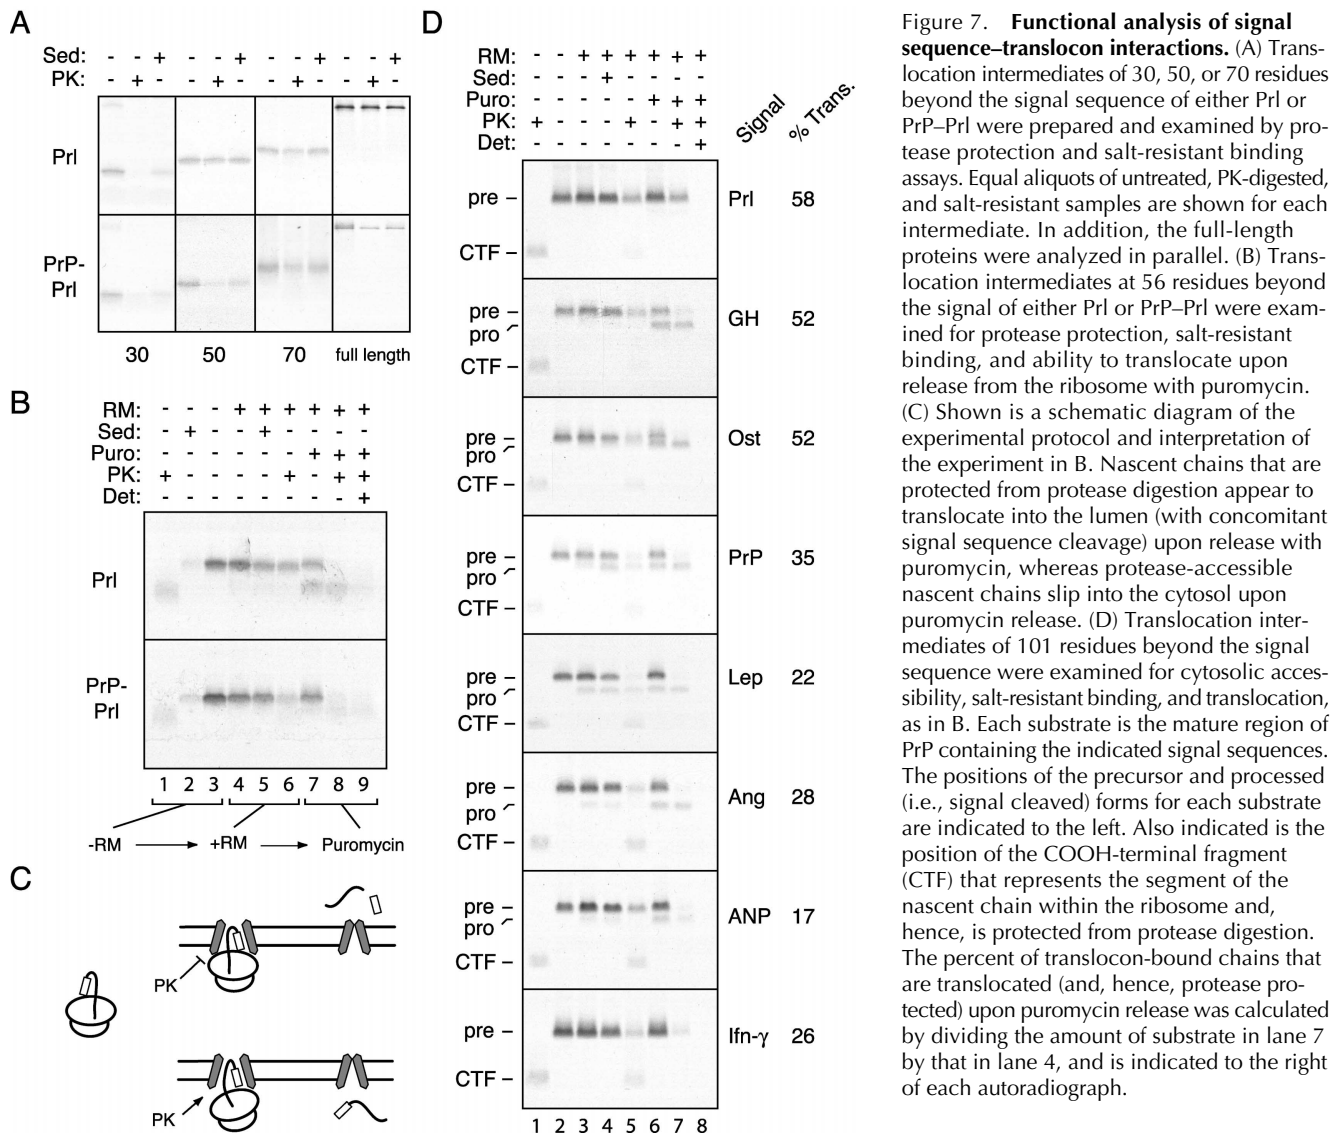 A
Sed: - - + - - + - - + - - +
PK: - + - - + - - + - - + -
Prl
PrP-
Prl
30 50 70 full length
B
RM: - - - + + + + + +
Sed: - + - - + - - - -
Puro: - - - - - - + + +
PK: + - - - - + - + +
Det: - - - - - - - - +
Prl
PrP-
Prl
1 2 3 4 5 6 7 8 9
-RM +RM Puromycin
C
PK
PK
D
RM: - - + + + + + +
Sed: - - - + - - - -
Puro: - - - - - + + +
PK: + - - - + - + +
Det: - - - - - - - +
Signal % Trans.
pre Prl 58
CTF
pre GH 52
pro
CTF
pre Ost 52
pro
CTF
pre PrP 35
pro
CTF
pre Lep 22
pro
CTF
pre Ang 28
pro
CTF
pre ANP 17
pro
CTF
pre Ifn-γ 26
CTF
1 2 3 4 5 6 7 8
Figure 7. Functional analysis of signal
sequence–translocon interactions. (A) Trans-
location intermediates of 30, 50, or 70 residues
beyond the signal sequence of either Prl or
PrP–Prl were prepared and examined by pro-
tease protection and salt-resistant binding
assays. Equal aliquots of untreated, PK-digested,
and salt-resistant samples are shown for each
intermediate. In addition, the full-length
proteins were analyzed in parallel. (B) Trans-
location intermediates at 56 residues beyond
the signal of either Prl or PrP–Prl were exam-
ined for protease protection, salt-resistant
binding, and ability to translocate upon
release from the ribosome with puromycin.
(C) Shown is a schematic diagram of the
experimental protocol and interpretation of
the experiment in B. Nascent chains that are
protected from protease digestion appear to
translocate into the lumen (with concomitant
signal sequence cleavage) upon release with
puromycin, whereas protease-accessible
nascent chains slip into the cytosol upon
puromycin release. (D) Translocation inter-
mediates of 101 residues beyond the signal
sequence were examined for cytosolic acces-
sibility, salt-resistant binding, and translocation,
as in B. Each substrate is the mature region of
PrP containing the indicated signal sequences.
The positions of the precursor and processed
(i.e., signal cleaved) forms for each substrate
are indicated to the left. Also indicated is the
position of the COOH-terminal fragment
(CTF) that represents the segment of the
nascent chain within the ribosome and,
hence, is protected from protease digestion.
The percent of translocon-bound chains that
are translocated (and, hence, protease pro-
tected) upon puromycin release was calculated
by dividing the amount of substrate in lane 7
by that in lane 4, and is indicated to the right
of each autoradiograph.